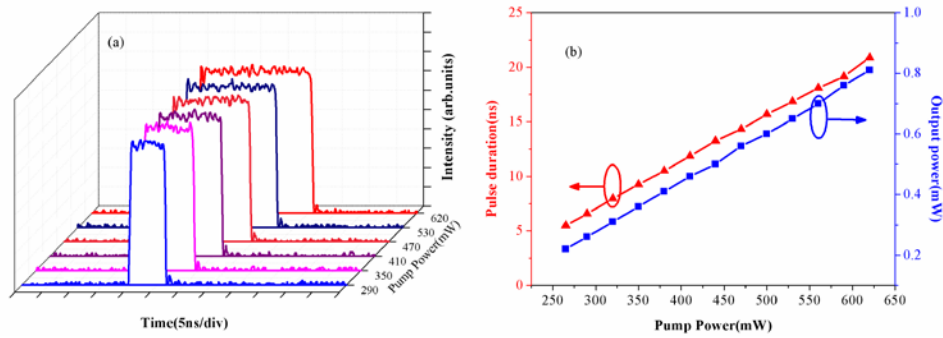 (a)
Intensity (arb.units)
620
530
470
410
350
290
Pump Power(mW)
Time(5ns/div)
(b)
25
20
15
10
5
0
Pulse duration(ns)
250 300 350 400 450 500 550 600 650
Pump Power(mW)
1.0
0.8
0.6
0.4
0.2
Output power(mW)